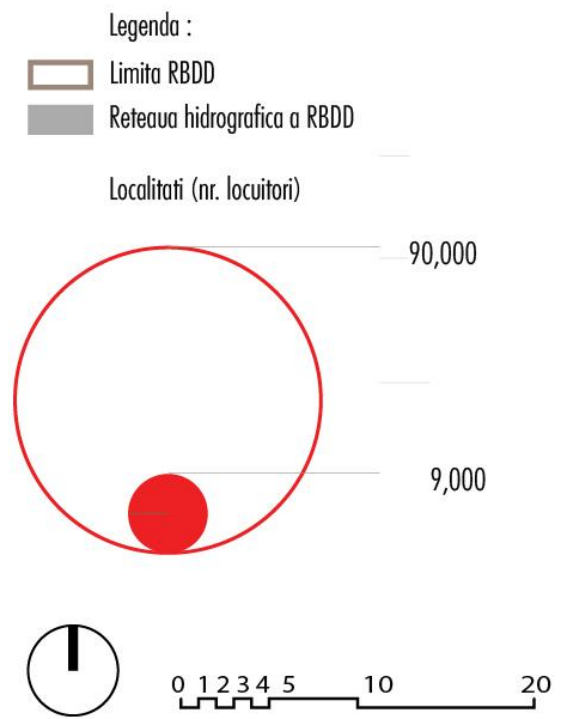 Legenda :
Limita RBDD
Reteaua hidrografica a RBDD
Localitati (nr. locuitori)
90,000
9,000
0 1 2 3 4 5 10 20